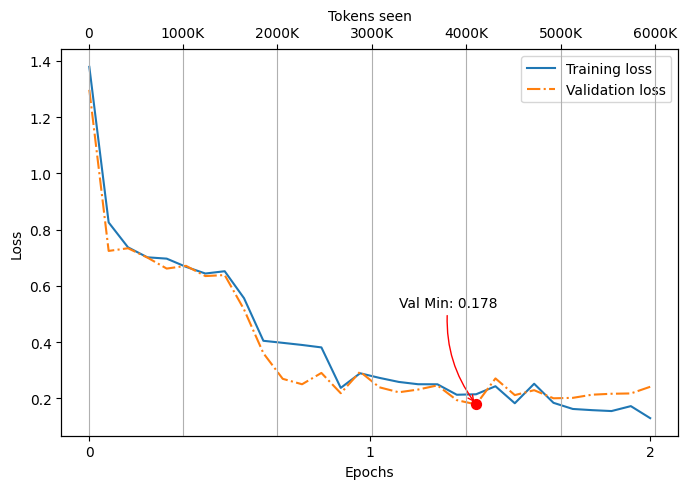 Tokens seen
0 1000K 2000K 3000K 4000K 5000K 6000K
1.4
Training loss
Validation loss
1.2
1.0
0.8
Loss
0.6
Val Min: 0.178
0.4
0.2
0 1 2
Epochs